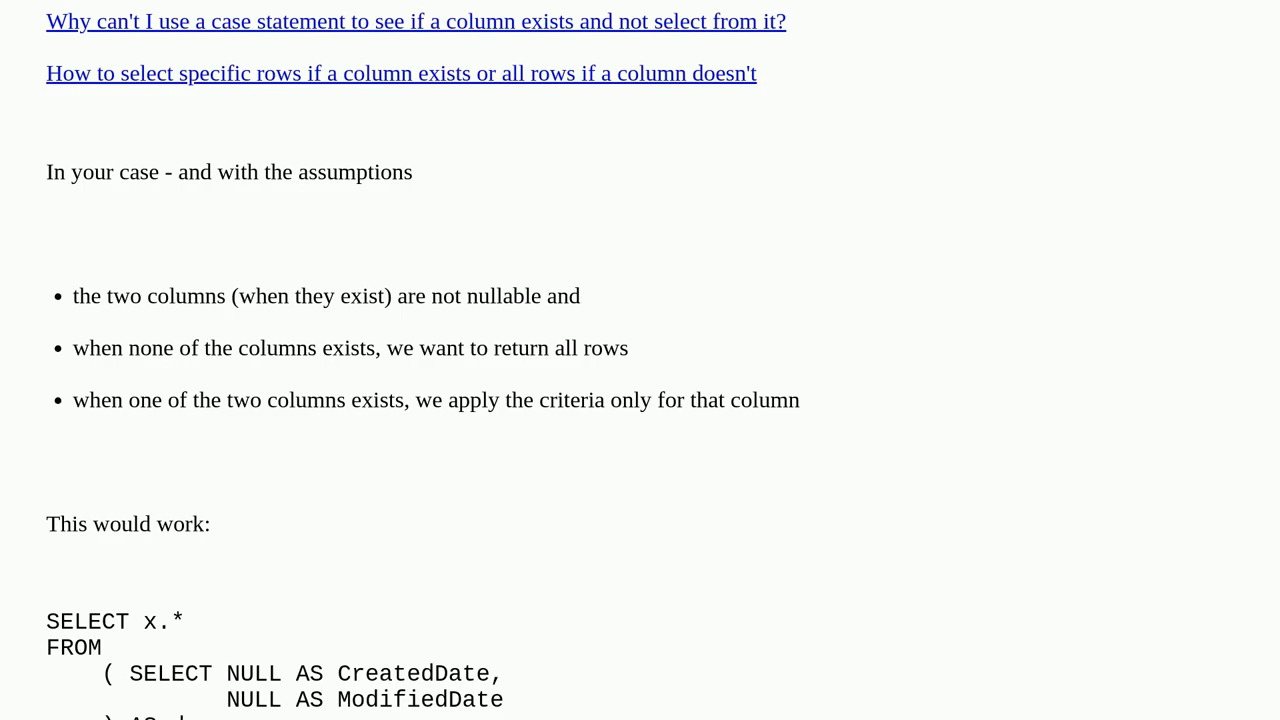 Why can't I use a case statement to see if a column exists and not select from it?
How to select specific rows if a column exists or all rows if a column doesn't
In your case - and with the assumptions
• the two columns (when they exist) are not nullable and
• when none of the columns exists, we want to return all rows
• when one of the two columns exists, we apply the criteria only for that column
This would work:
SELECT x.*
FROM
    ( SELECT NULL AS CreatedDate,
             NULL AS ModifiedDate
    ) AS